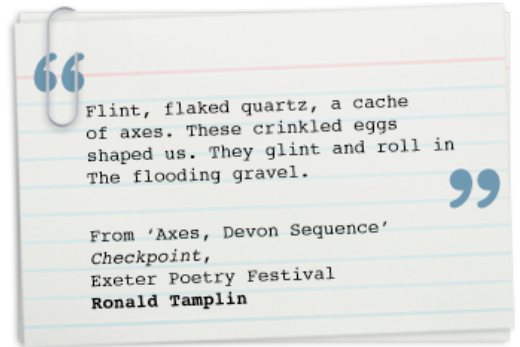 “
Flint, flaked quartz, a cache
of axes. These crinkled eggs
shaped us. They glint and roll in
The flooding gravel.
”
From ‘Axes, Devon Sequence’
Checkpoint,
Exeter Poetry Festival
Ronald Tamplin